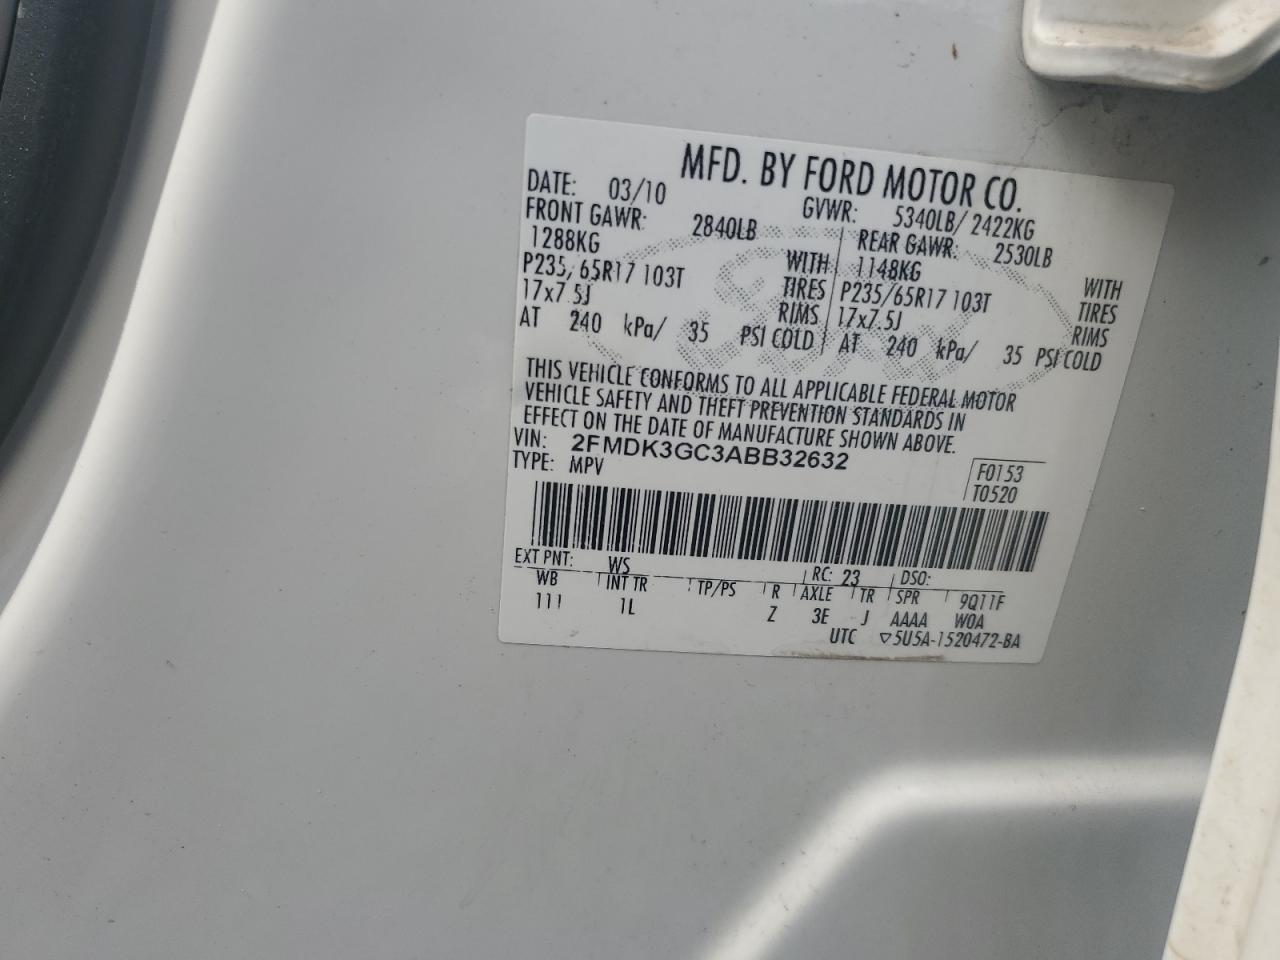 MFD. BY FORD MOTOR CO.
DATE: 03/10 GVWR: 5340LB/ 2422KG
FRONT GAWR: 2840LB REAR GAWR: 2530LB
1288KG WITH 1148KG WITH
P235/65R17 103T TIRES P235/65R17 103T TIRES
17x7.5J RIMS 17x7.5J RIMS
AT 240 kPa/ 35 PSI COLD AT 240 kPa/ 35 PSI COLD
THIS VEHICLE CONFORMS TO ALL APPLICABLE FEDERAL MOTOR
VEHICLE SAFETY AND THEFT PREVENTION STANDARDS IN
EFFECT ON THE DATE OF MANUFACTURE SHOWN ABOVE.
VIN: 2FMDK3GC3ABB32632
TYPE: MPV
F0153
T0520
EXT PNT: WS RC: 23 DSO:
WB INT TR TP/PS R AXLE TR SPR 9Q11F
111 1L Z 3E J AAAA W0A
UTC ▽5U5A-1520472-BA